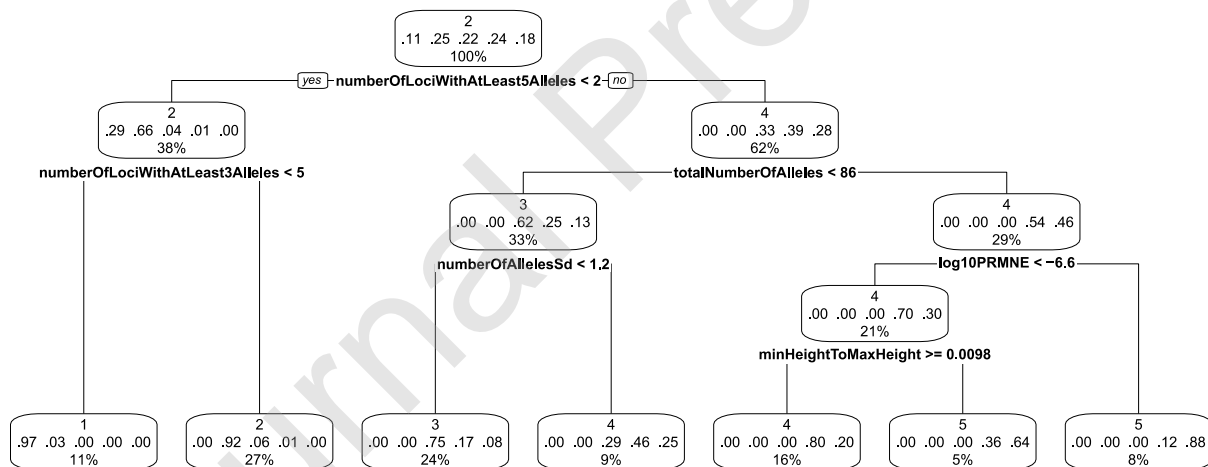 2
.11 .25 .22 .24 .18
100%
yes numberOfLociWithAtLeast5Alleles < 2 no
2
.29 .66 .04 .01 .00
38%
4
.00 .00 .33 .39 .28
62%
numberOfLociWithAtLeast3Alleles < 5
totalNumberOfAlleles < 86
3
.00 .00 .62 .25 .13
33%
4
.00 .00 .00 .54 .46
29%
numberOfAllelesSd < 1.2
log10PRMNE < −6.6
4
.00 .00 .00 .70 .30
21%
minHeightToMaxHeight >= 0.0098
1
.97 .03 .00 .00 .00
11%
2
.00 .92 .06 .01 .00
27%
3
.00 .00 .75 .17 .08
24%
4
.00 .00 .29 .46 .25
9%
4
.00 .00 .00 .80 .20
16%
5
.00 .00 .00 .36 .64
5%
5
.00 .00 .00 .12 .88
8%
urnal Pre